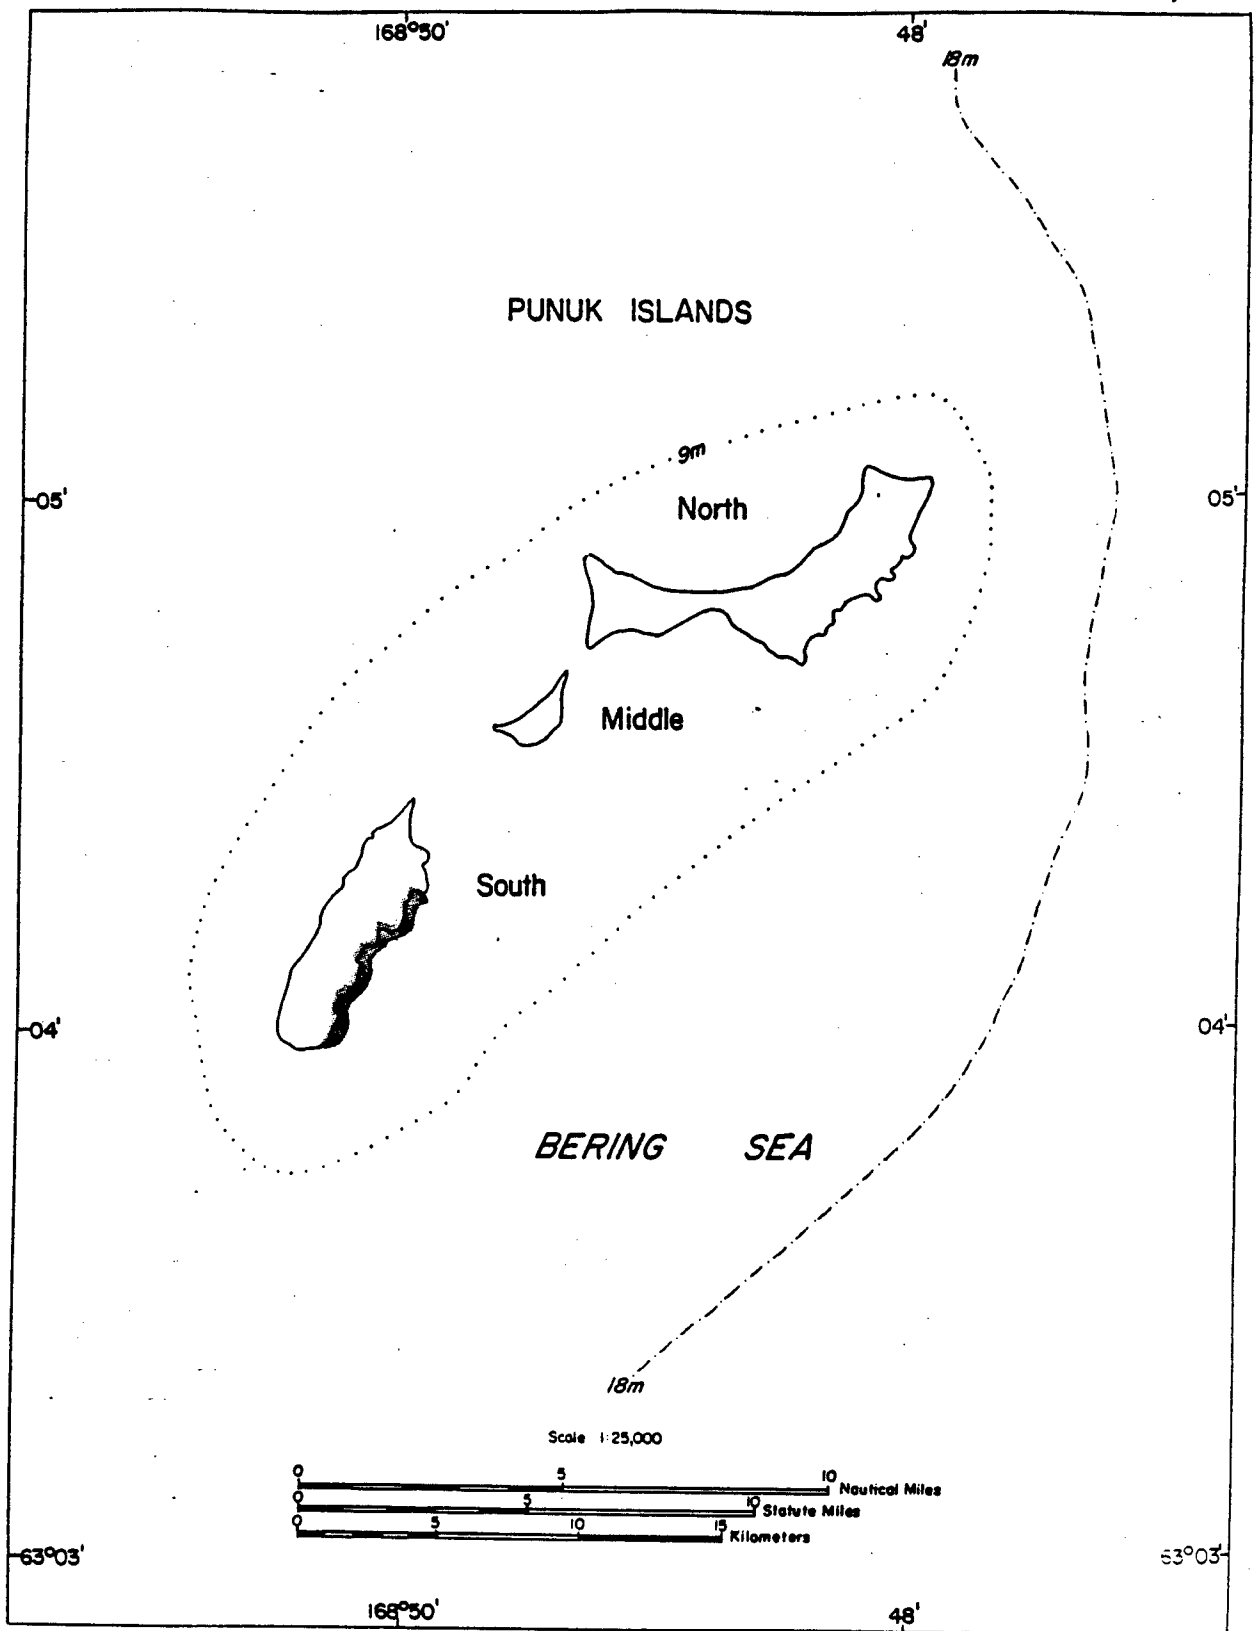 168°50' 48'
18m
PUNUK ISLANDS
9m
05' North 05'
Middle
South
04' 04'
BERING SEA
18m
Scale 1:25,000
0 5 10 Nautical Miles
0 5 10 Statute Miles
0 5 10 15 Kilometers
63°03' 63°03'
168°50' 48'